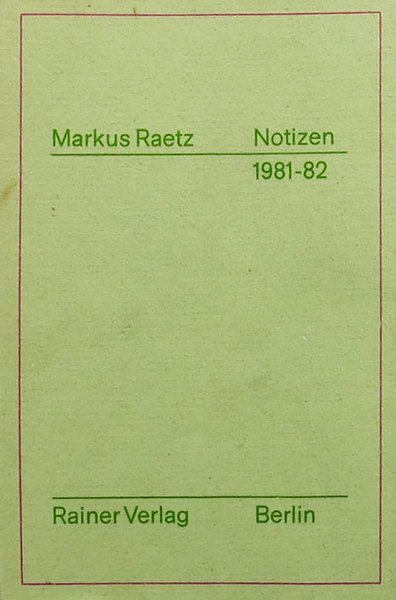 Markus Raetz Notizen
1981-82
Rainer Verlag Berlin